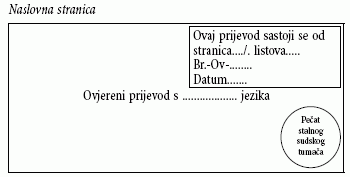 Naslovna stranica
Ovaj prijevod sastoji se od
stranica..../. listova.....
Br.-Ov-........
Datum.......
Ovjereni prijevod s ................... jezika
Pečat
stalnog
sudskog
tumača